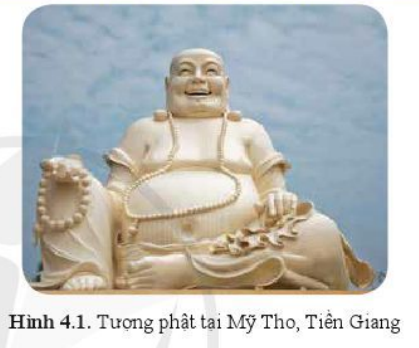 Hình 4.1. Tượng phật tại Mỹ Tho, Tiền Giang